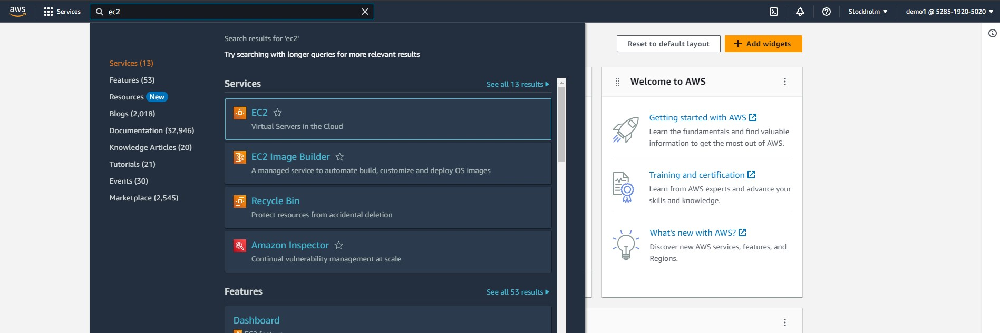 aws
Services
ec2
Stockholm
demo1 @ 5285-1920-5020
Search results for 'ec2'
Try searching with longer queries for more relevant results
Services (13)
Features (53)
Resources New
Blogs (2,018)
Documentation (32,946)
Knowledge Articles (20)
Tutorials (21)
Events (30)
Marketplace (2,545)
Services
See all 13 results
EC2
Virtual Servers in the Cloud
EC2 Image Builder
A managed service to automate build, customize and deploy OS images
Recycle Bin
Protect resources from accidental deletion
Amazon Inspector
Continual vulnerability management at scale
Features
See all 53 results
Dashboard
EC2 feature
Reset to default layout
Add widgets
Welcome to AWS
Getting started with AWS
Learn the fundamentals and find valuable
information to get the most out of AWS.
Training and certification
Learn from AWS experts and advance your
skills and knowledge.
What's new with AWS?
Discover new AWS services, features, and
Regions.